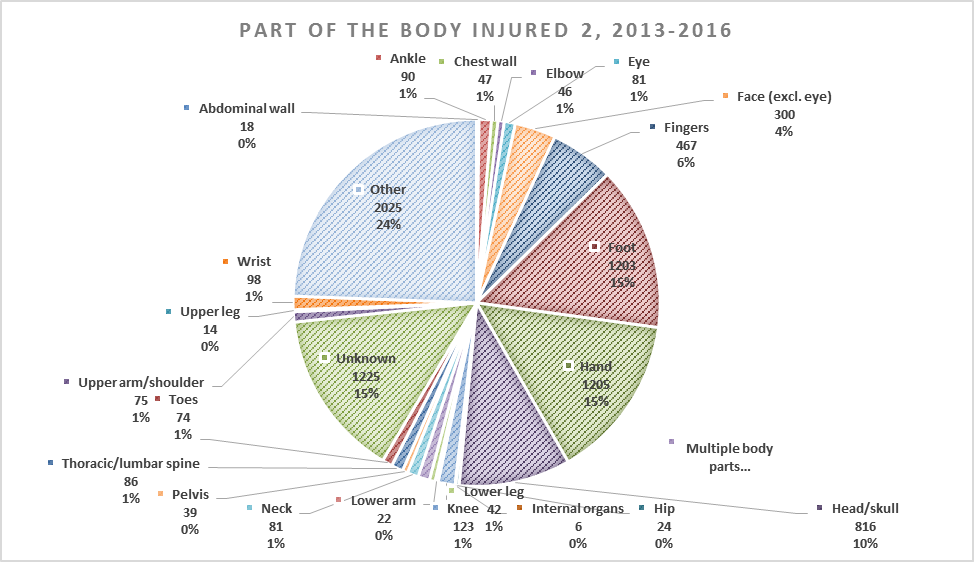 PART OF THE BODY INJURED 2, 2013-2016
Abdominal wall
18
0%
Ankle
90
1%
Chest wall
47
1%
Elbow
46
1%
Eye
81
1%
Face (excl. eye)
300
4%
Fingers
467
6%
Foot
1203
15%
Hand
1205
15%
Multiple body
parts...
Head/skull
816
10%
Hip
24
0%
Internal organs
6
0%
Knee
123
1%
Lower leg
42
1%
Lower arm
22
0%
Neck
81
1%
Pelvis
39
0%
Thoracic/lumbar spine
86
1%
Toes
74
1%
Upper arm/shoulder
75
1%
Upper leg
14
0%
Wrist
98
1%
Unknown
1225
15%
Other
2025
24%